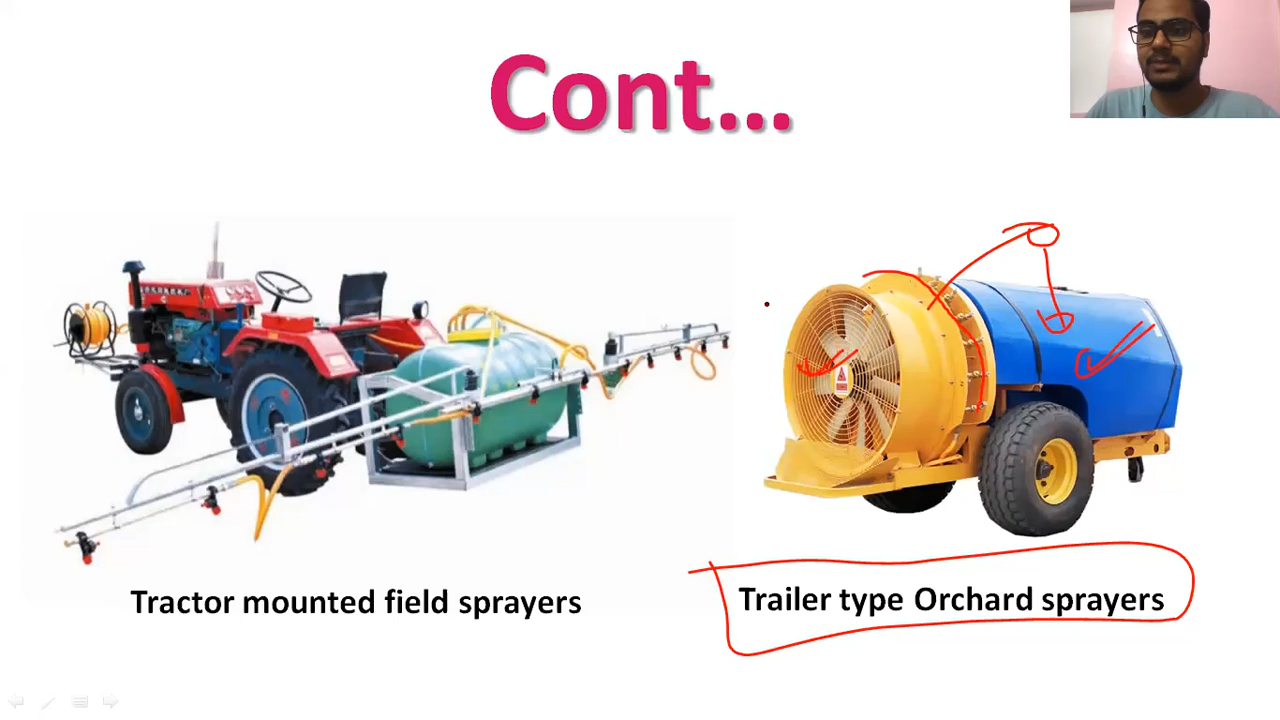 Cont...
Tractor mounted field sprayers
Trailer type Orchard sprayers